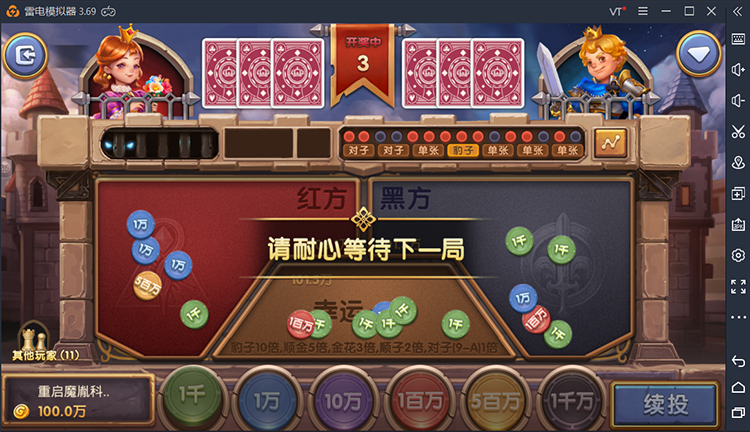 雷电模拟器 3.69
VT
开奖中
3
对子 对子 单张 豹子 单张 单张 单张
红方 黑方
1万
1万
1万
5百万
1千
1千
1千
1万
1百万
1千
请耐心等待下一局
幸运
1百万 1千 1千 1千 1千
豹子10倍,顺金5倍,金花3倍,顺子2倍,对子(9-A)1倍
其他玩家 (11)
重启魔胤科..
100.0万
1千 1万 10万 1百万 5百万 1千万
续投